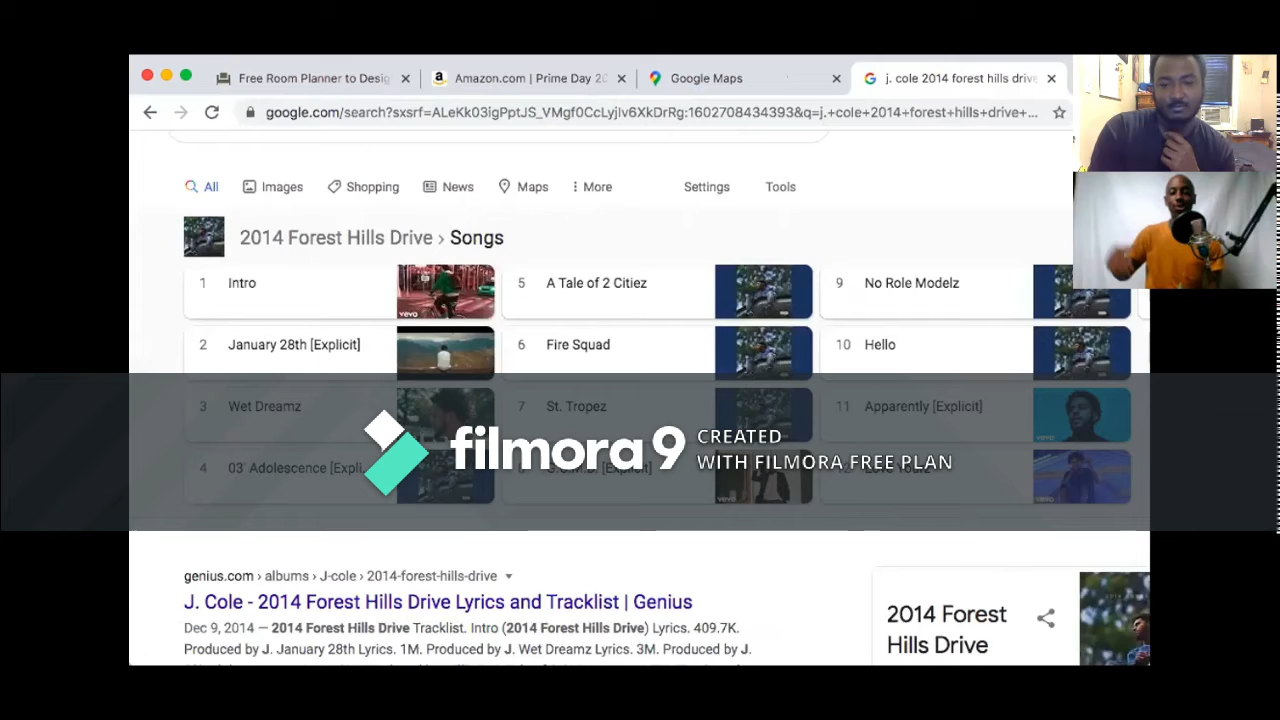 Free Room Planner to Desig
Amazon.com | Prime Day 20
Google Maps
j. cole 2014 forest hills drive
google.com/search?sxsrf=ALeKk03igPptJS_VMgf0CcLyjIv6XkDrRg:1602708434393&q=j.+cole+2014+forest+hills+drive+...
All Images Shopping News Maps More Settings Tools
2014 Forest Hills Drive › Songs
1 Intro
5 A Tale of 2 Citiez
9 No Role Modelz
2 January 28th [Explicit]
6 Fire Squad
10 Hello
3 Wet Dreamz
7 St. Tropez
11 Apparently [Explicit]
4 03' Adolescence [Expli...
filmora9 CREATED
WITH FILMORA FREE PLAN
vevo
genius.com › albums › J-cole › 2014-forest-hills-drive
J. Cole - 2014 Forest Hills Drive Lyrics and Tracklist | Genius
Dec 9, 2014 — 2014 Forest Hills Drive Tracklist. Intro (2014 Forest Hills Drive) Lyrics. 409.7K.
Produced by J. January 28th Lyrics. 1M. Produced by J. Wet Dreamz Lyrics. 3M. Produced by J.
2014 Forest
Hills Drive